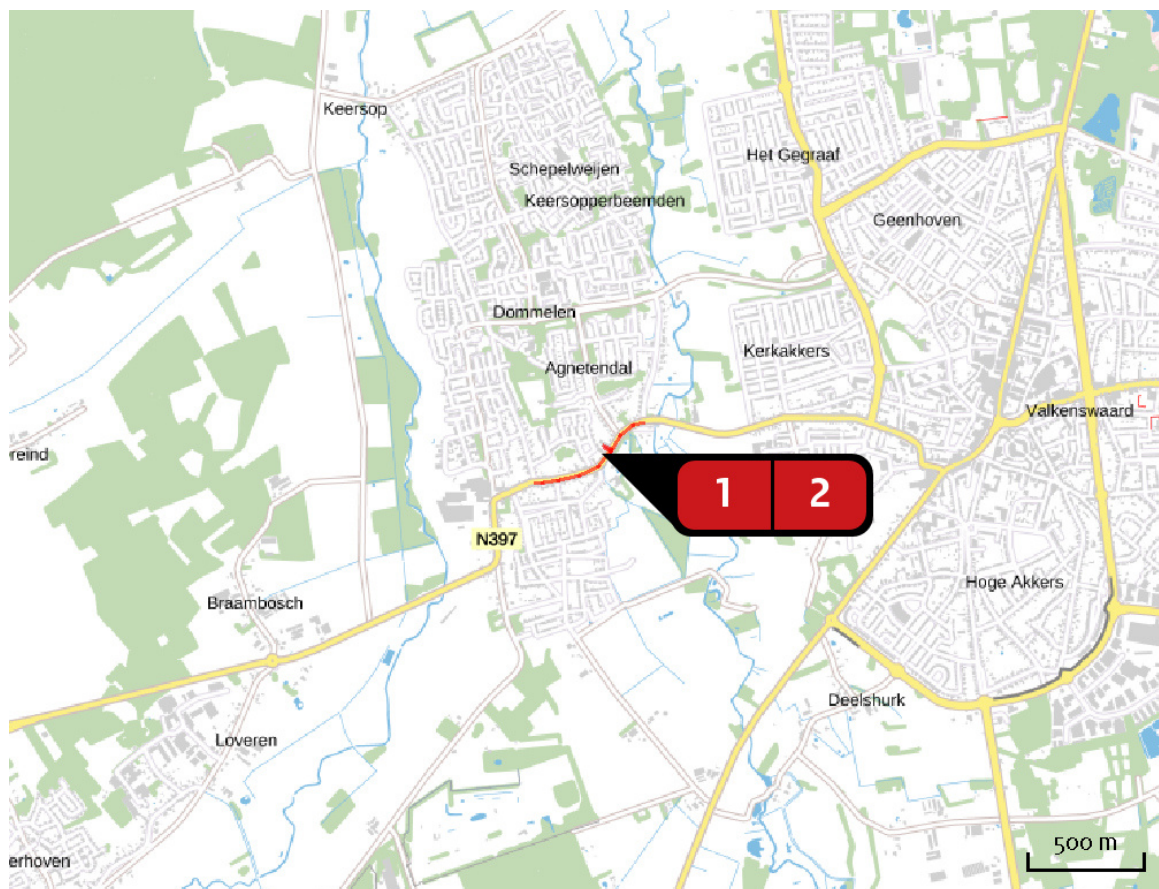 Keersop
Het Gegraaf
Schepelweijen
Keersopperbeemden
Geenhoven
Dommelen
Kerkakkers
Agnetendal
Valkenswaard
reind
1 2
N397
Hoge Akkers
Braambosch
Deelshurk
Loveren
500 m
erhoven